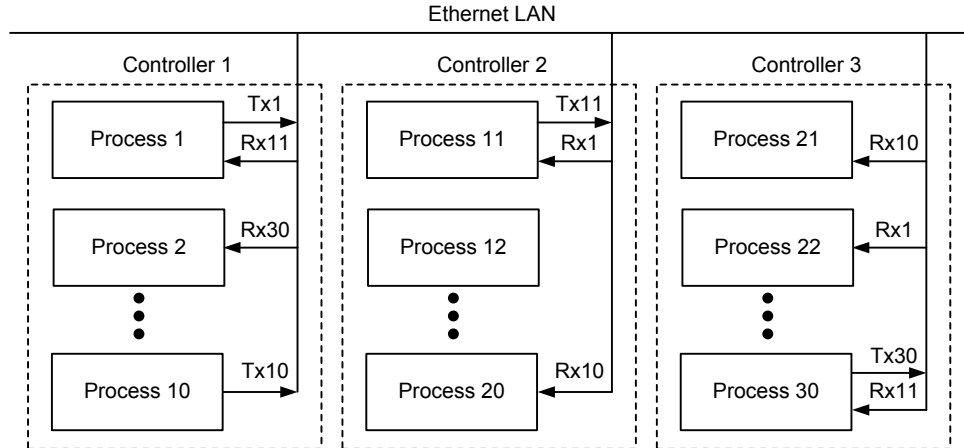 Ethernet LAN
Controller 1
Process 1
Tx1
Rx11
Process 2
Rx30
Process 10
Tx10
Controller 2
Process 11
Tx11
Rx1
Process 12
Process 20
Rx10
Controller 3
Process 21
Rx10
Process 22
Rx1
Process 30
Tx30
Rx11